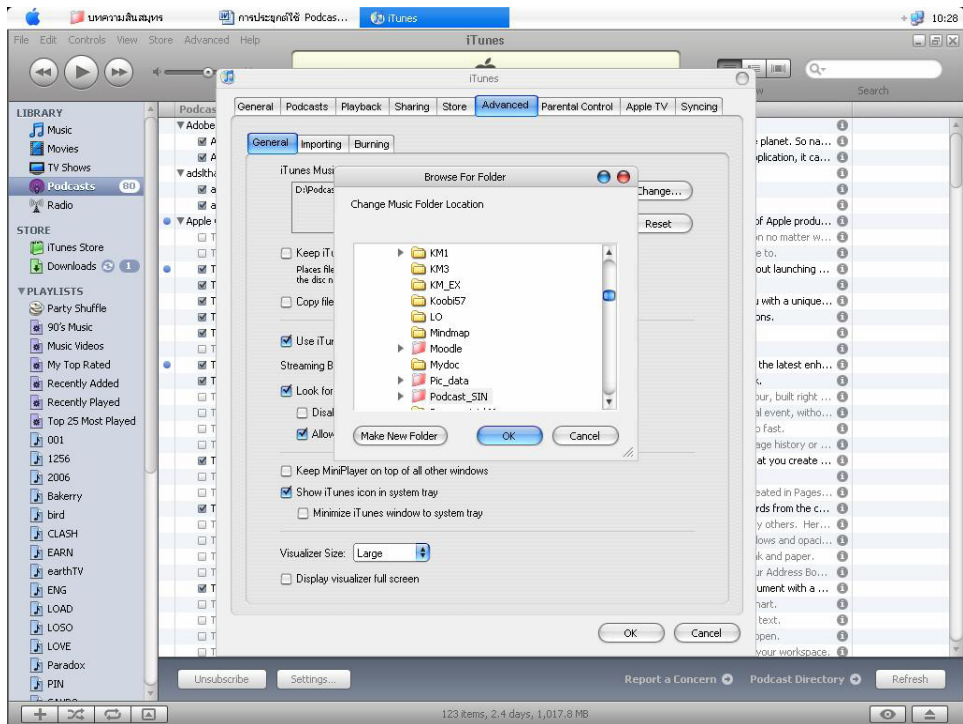 บทความสันสมุทร
การประยุกต์ใช้ Podcas...
iTunes
10:28
File Edit Controls View Store Advanced Help
iTunes
iTunes
Search
Q
LIBRARY
Music
Movies
TV Shows
Podcasts 80
Radio
STORE
iTunes Store
Downloads 1
PLAYLISTS
Party Shuffle
90's Music
Music Videos
My Top Rated
Recently Added
Recently Played
Top 25 Most Played
001
1256
2006
Bakerry
bird
CLASH
EARN
earthTV
ENG
LOAD
LOSO
LOVE
Paradox
PIN
Podcas
Adobe
adsltha
Apple
General Podcasts Playback Sharing Store Advanced Parental Control Apple TV Syncing
General Importing Burning
iTunes Mus
D:\Podcas
Change...
Reset
Keep iTu
Places file
the disc n
Copy file
Use iTur
Streaming B
Look for
Disal
Allow
Keep MiniPlayer on top of all other windows
Show iTunes icon in system tray
Minimize iTunes window to system tray
Visualizer Size: Large
Display visualizer full screen
OK Cancel
Browse For Folder
Change Music Folder Location
KM1
KM3
KM_EX
Koobi57
LO
Mindmap
Moodle
Mydoc
Pic_data
Podcast_SIN
Make New Folder OK Cancel
planet. So na...
plication, it ca...
of Apple produ...
on no matter w...
e to.
out launching ...
u with a unique...
ons.
the latest enh...
our, built right ...
al event, witho...
o fast.
age history or ...
at you create ...
eated in Pages...
rds from the c...
y others. Her...
lows and opaci...
k and paper.
ur Address Bo...
ument with a ...
hart.
text.
open.
your workspace.
Unsubscribe Settings... Report a Concern Podcast Directory Refresh
123 items, 2.4 days, 1,017.8 MB